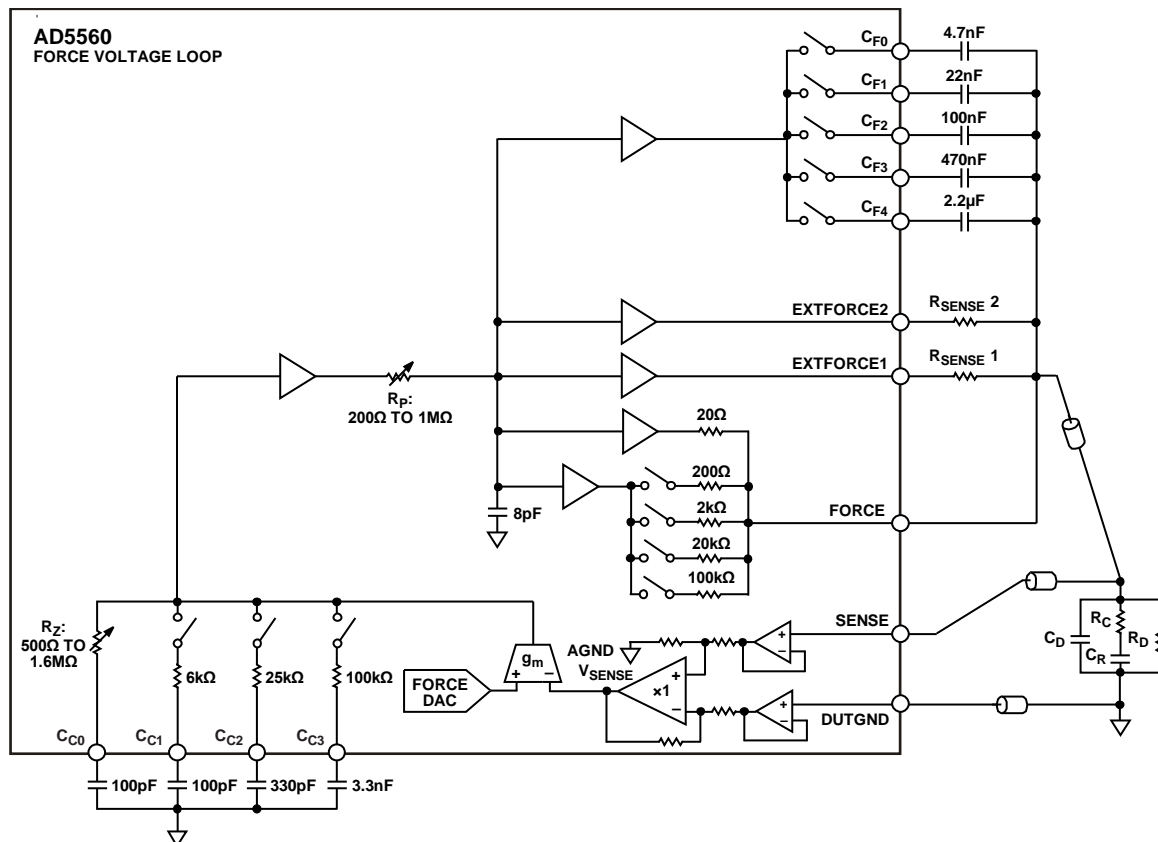 AD5560
FORCE VOLTAGE LOOP
CF0
4.7nF
CF1
22nF
CF2
100nF
CF3
470nF
CF4
2.2µF
EXTFORCE2
RSENSE 2
EXTFORCE1
RSENSE 1
RP:
200Ω TO 1MΩ
20Ω
200Ω
8pF
2kΩ
FORCE
20kΩ
100kΩ
RZ:
500Ω TO
1.6MΩ
6kΩ
25kΩ
100kΩ
gm
+ −
FORCE
DAC
AGND
VSENSE
SENSE
+
−
×1
+
−
+
−
DUTGND
CD
RC
CR
RD
CC0
CC1
CC2
CC3
100pF
100pF
330pF
3.3nF